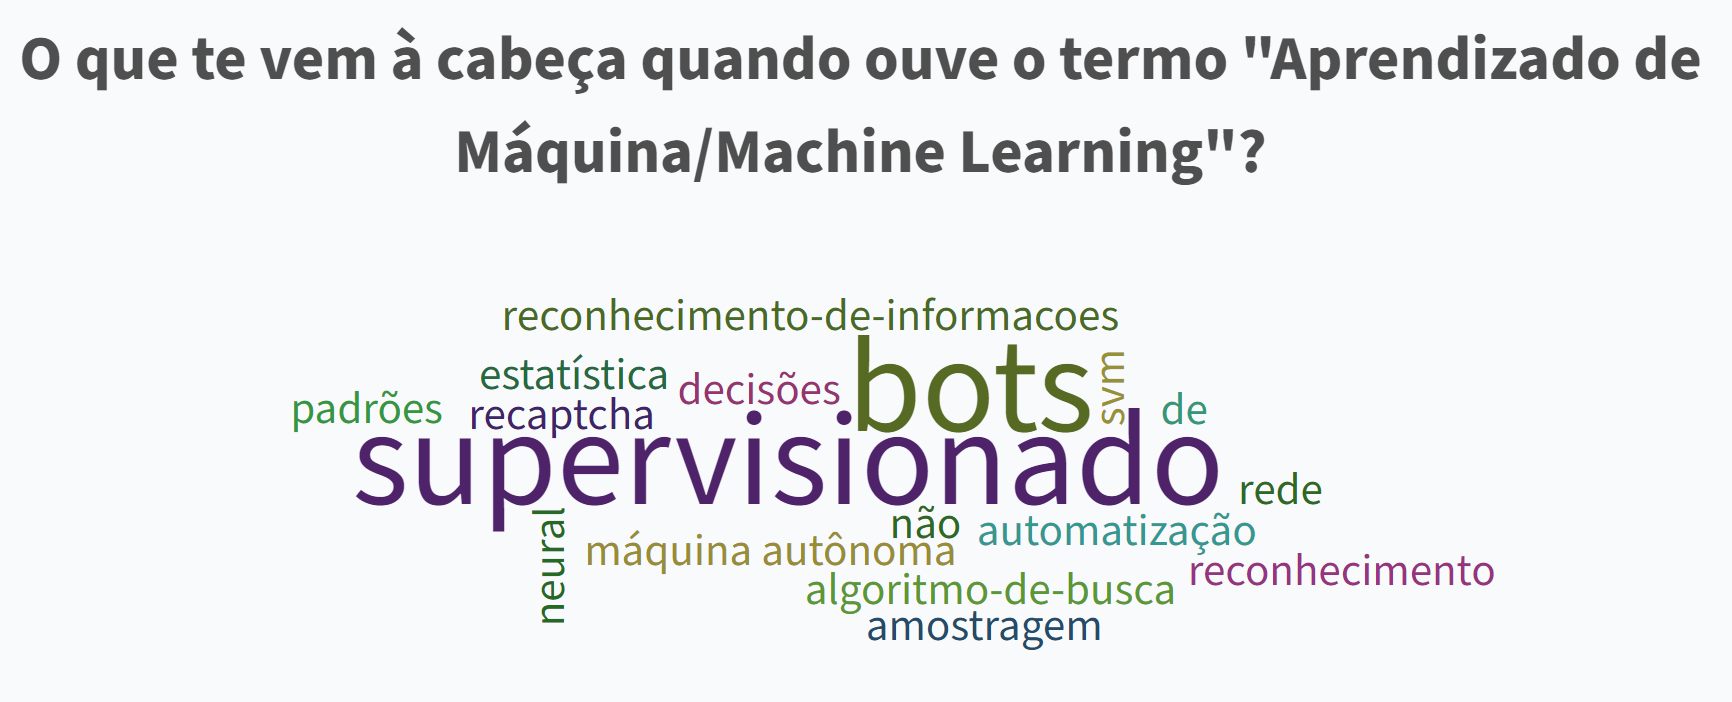 O que te vem à cabeça quando ouve o termo "Aprendizado de
Máquina/Machine Learning"?
reconhecimento-de-informacoes
bots
svm
estatística
decisões
padrões
recaptcha
de
supervisionado
rede
neural
não
automatização
máquina autônoma
reconhecimento
algoritmo-de-busca
amostragem